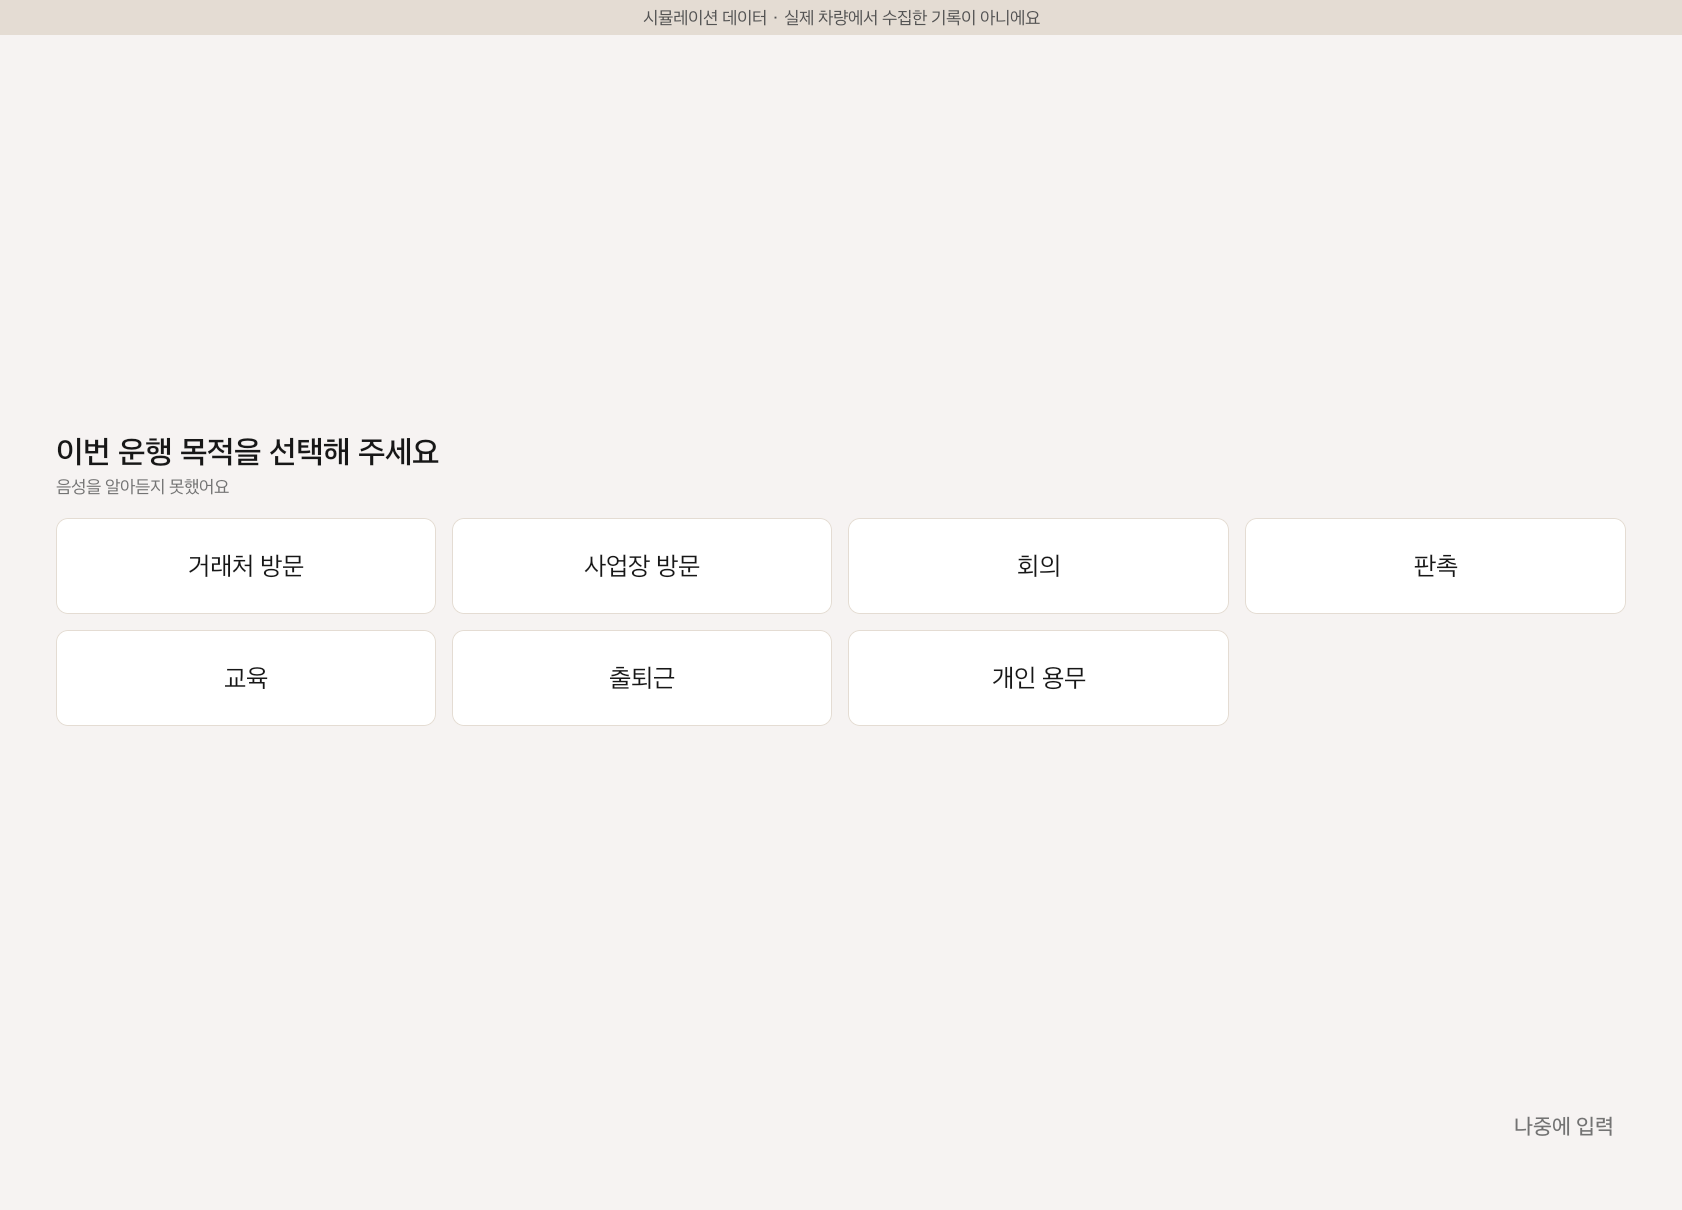 시뮬레이션 데이터 · 실제 차량에서 수집한 기록이 아니에요
이번 운행 목적을 선택해 주세요
음성을 알아듣지 못했어요
거래처 방문
사업장 방문
회의
판촉
교육
출퇴근
개인 용무
나중에 입력